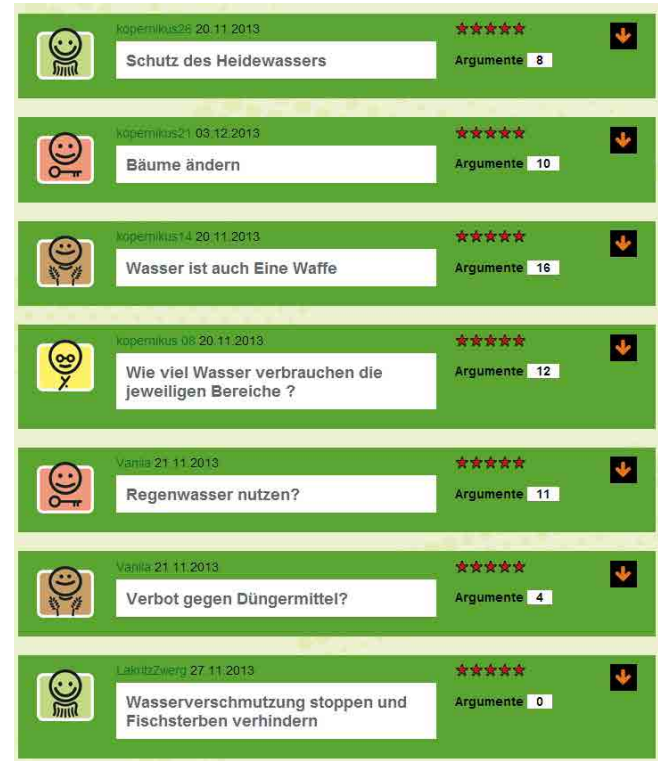 kopernikus26 20.11.2013
Schutz des Heidewassers
Argumente 8
kopernikus21 03.12.2013
Bäume ändern
Argumente 10
kopernikus14 20.11.2013
Wasser ist auch Eine Waffe
Argumente 16
kopernikus 08 20.11.2013
Wie viel Wasser verbrauchen die
jeweiligen Bereiche ?
Argumente 12
Vanila 21.11.2013
Regenwasser nutzen?
Argumente 11
Vanila 21.11.2013
Verbot gegen Düngermittel?
Argumente 4
LakritzZwerg 27.11.2013
Wasserverschmutzung stoppen und
Fischsterben verhindern
Argumente 0